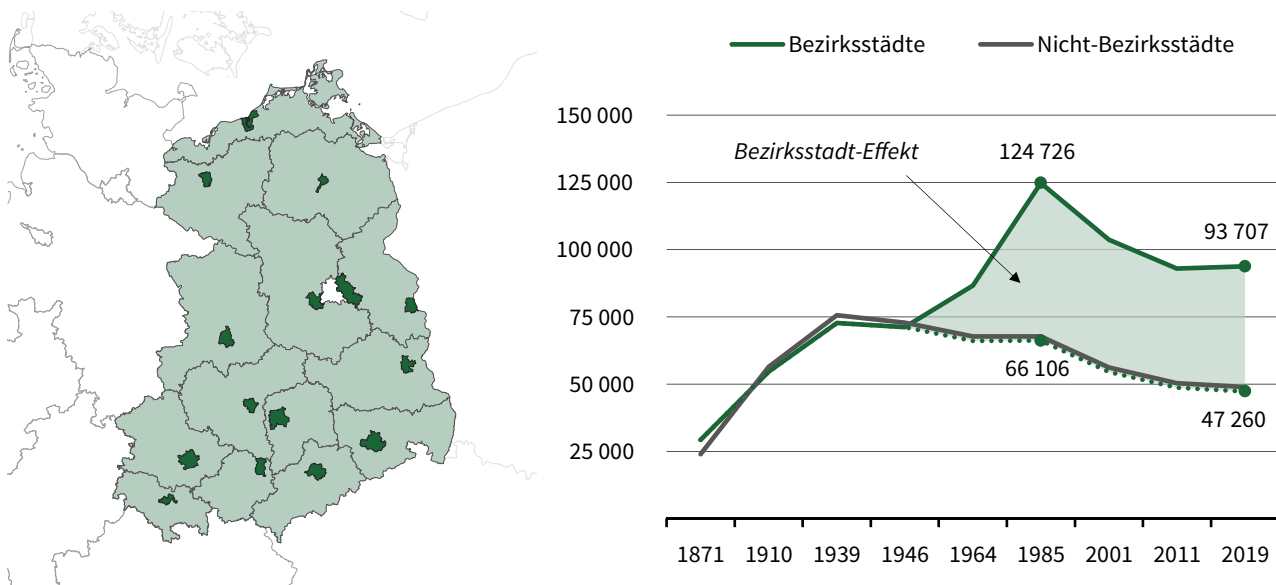 Bezirksstädte
Nicht-Bezirksstädte
150 000
125 000
100 000
75 000
50 000
25 000
Bezirksstadt-Effekt
124 726
93 707
66 106
47 260
1871 1910 1939 1946 1964 1985 2001 2011 2019